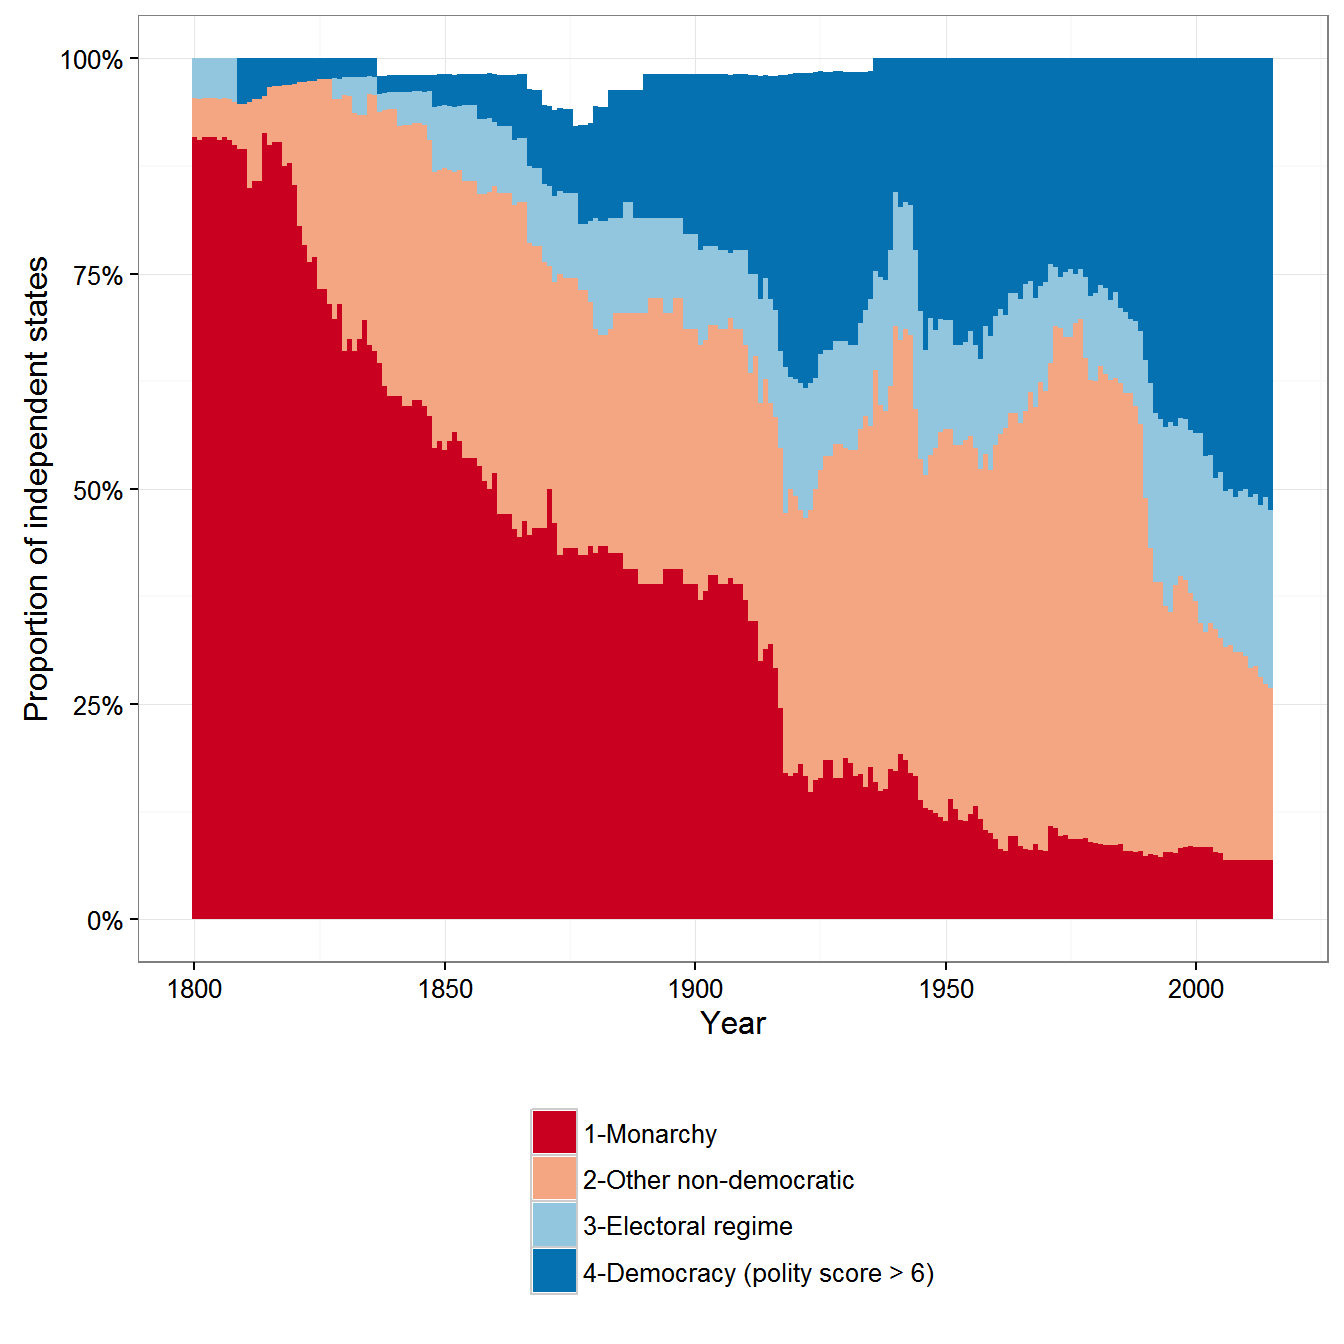 100%
75%
50%
25%
0%
Proportion of independent states
1800 1850 1900 1950 2000
Year
1-Monarchy
2-Other non-democratic
3-Electoral regime
4-Democracy (polity score > 6)